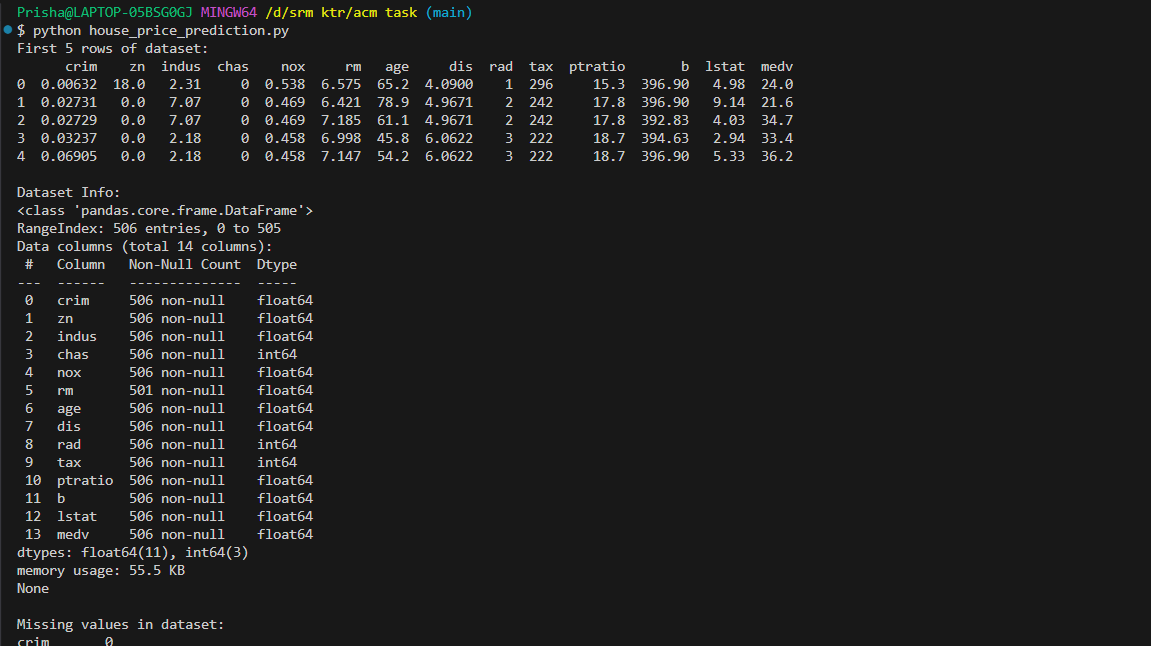 Prisha@LAPTOP-05BSG0GJ MINGW64 /d/srm ktr/acm task (main)
$ python house_price_prediction.py
First 5 rows of dataset:
      crim    zn  indus  chas    nox     rm   age     dis  rad  tax  ptratio       b  lstat  medv
0  0.00632  18.0   2.31     0  0.538  6.575  65.2  4.0900    1  296     15.3  396.90   4.98  24.0
1  0.02731   0.0   7.07     0  0.469  6.421  78.9  4.9671    2  242     17.8  396.90   9.14  21.6
2  0.02729   0.0   7.07     0  0.469  7.185  61.1  4.9671    2  242     17.8  392.83   4.03  34.7
3  0.03237   0.0   2.18     0  0.458  6.998  45.8  6.0622    3  222     18.7  394.63   2.94  33.4
4  0.06905   0.0   2.18     0  0.458  7.147  54.2  6.0622    3  222     18.7  396.90   5.33  36.2

Dataset Info:
<class 'pandas.core.frame.DataFrame'>
RangeIndex: 506 entries, 0 to 505
Data columns (total 14 columns):
 #   Column   Non-Null Count  Dtype
---  ------   --------------  -----
 0   crim     506 non-null    float64
 1   zn       506 non-null    float64
 2   indus    506 non-null    float64
 3   chas     506 non-null    int64
 4   nox      506 non-null    float64
 5   rm       501 non-null    float64
 6   age      506 non-null    float64
 7   dis      506 non-null    float64
 8   rad      506 non-null    int64
 9   tax      506 non-null    int64
 10  ptratio  506 non-null    float64
 11  b        506 non-null    float64
 12  lstat    506 non-null    float64
 13  medv     506 non-null    float64
dtypes: float64(11), int64(3)
memory usage: 55.5 KB
None

Missing values in dataset:
crim       0